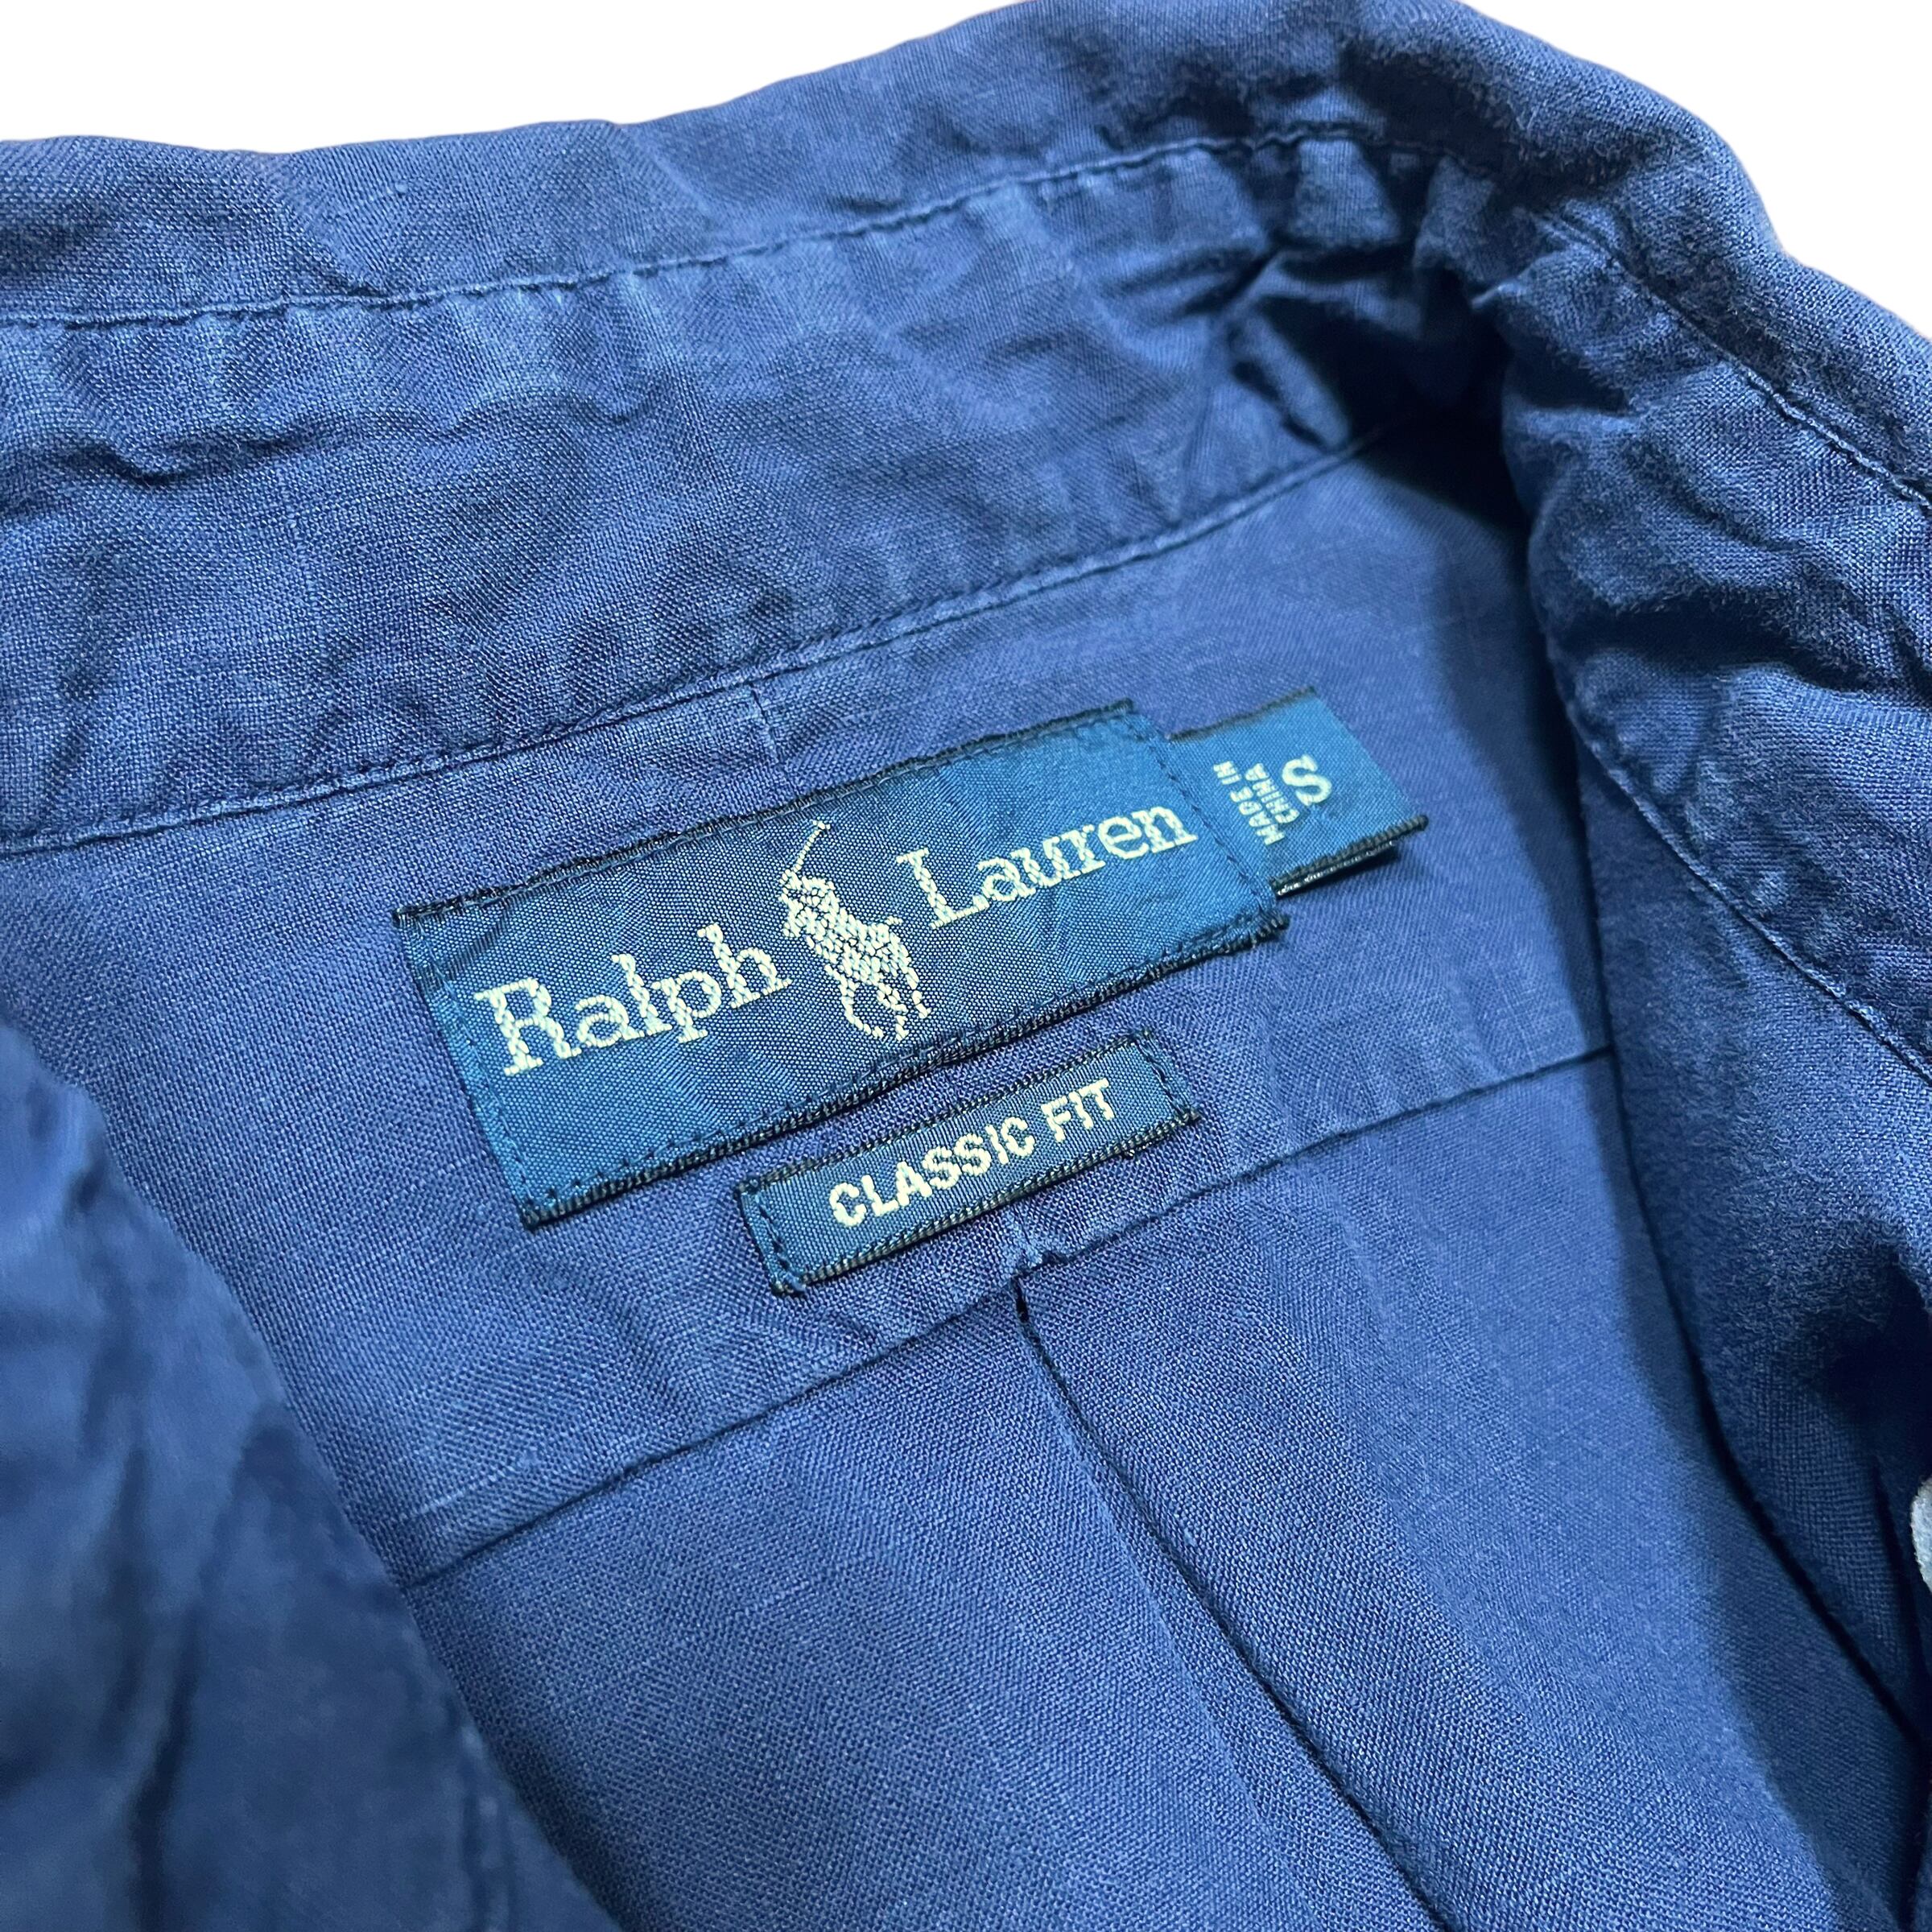 Ralph Lauren
MADE IN
CHINA
S
CLASSIC FIT